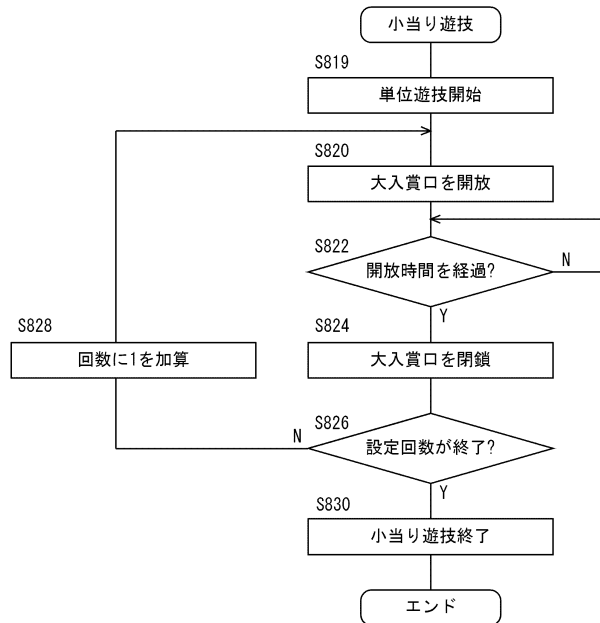 小当り遊技
S819
単位遊技開始
S820
大入賞口を開放
S822
開放時間を経過?
N
Y
S824
大入賞口を閉鎖
S828
回数に1を加算
S826
設定回数が終了?
N
Y
S830
小当り遊技終了
エンド